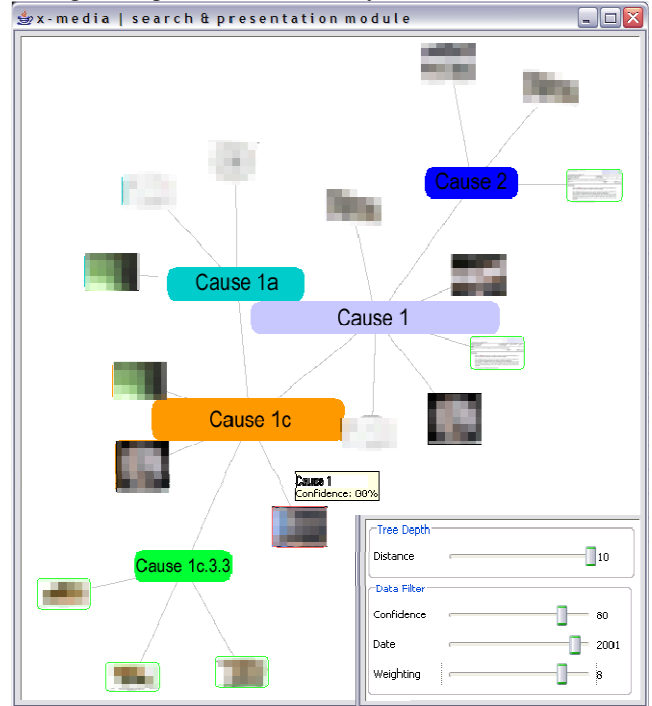 x-media | search & presentation module
Cause 2
Cause 1a
Cause 1
Cause 1c
Cause 1
Confidence: 80%
Cause 1c.3.3
Tree Depth
Distance 10
Data Filter
Confidence 80
Date 2001
Weighting 8